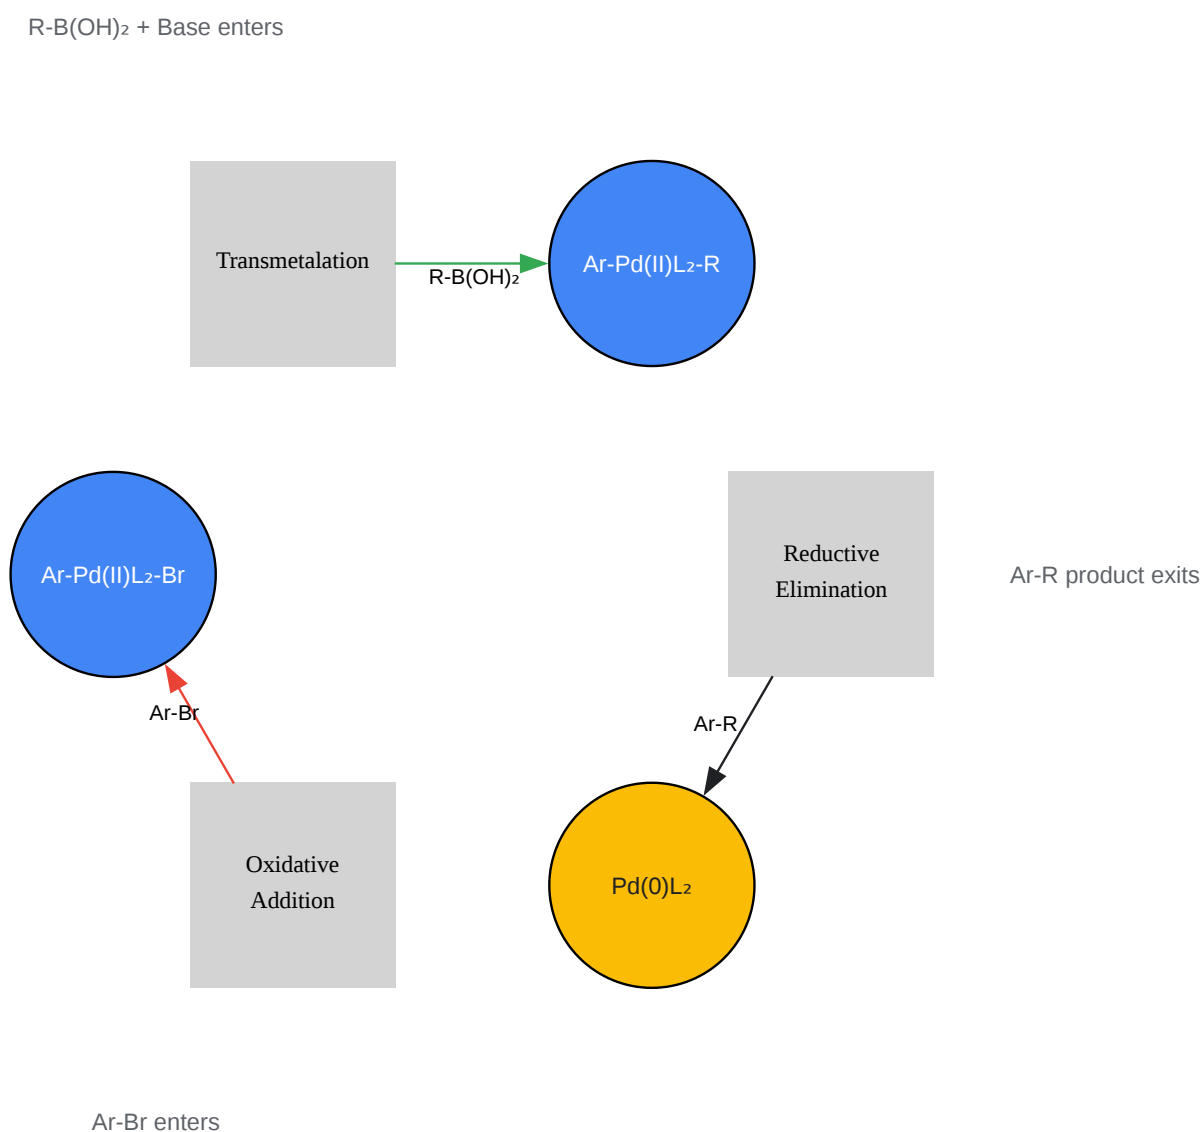 R-B(OH)₂ + Base enters
Transmetalation
R-B(OH)₂
Ar-Pd(II)L₂-R
Ar-Pd(II)L₂-Br
Reductive
Elimination
Ar-R product exits
Ar-Br
Ar-R
Oxidative
Addition
Pd(0)L₂
Ar-Br enters